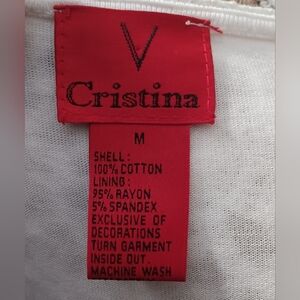 V
Cristina
M
SHELL:
100% COTTON
LINING:
95% RAYON
5% SPANDEX
EXCLUSIVE OF
DECORATIONS
TURN GARMENT
INSIDE OUT.
MACHINE WASH